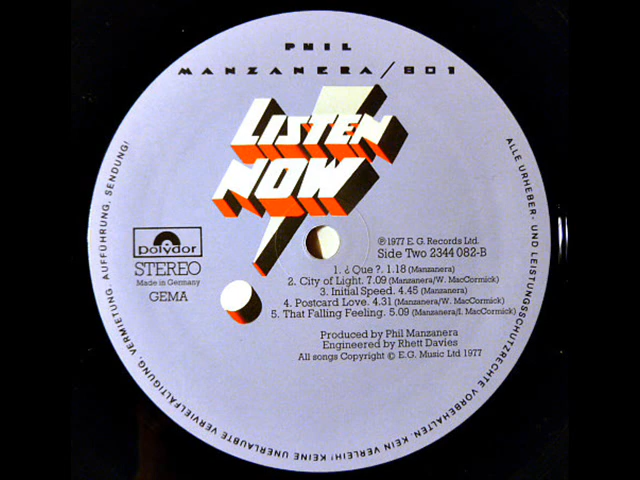 PHIL
MANZANERA/801
LISTEN
NOW
polydor
STEREO
Made in Germany
GEMA
Ⓟ1977 E. G. Records Ltd.
Side Two 2344 082-B
1. ¿ Que ?. 1.18 (Manzanera)
2. City of Light. 7.09 (Manzanera/W. MacCormick)
3. Initial Speed. 4.45 (Manzanera)
4. Postcard Love. 4.31 (Manzanera/W. MacCormick)
5. That Falling Feeling. 5.09 (Manzanera/I. MacCormick)
Produced by Phil Manzanera
Engineered by Rhett Davies
All songs Copyright © E.G. Music Ltd 1977
ALLE URHEBER- UND LEISTUNGSSCHUTZRECHTE VORBEHALTEN. KEIN VERLEIH! KEINE UNERLAUBTE VERVIELFÄLTIGUNG, VERMIETUNG, AUFFÜHRUNG, SENDUNG!